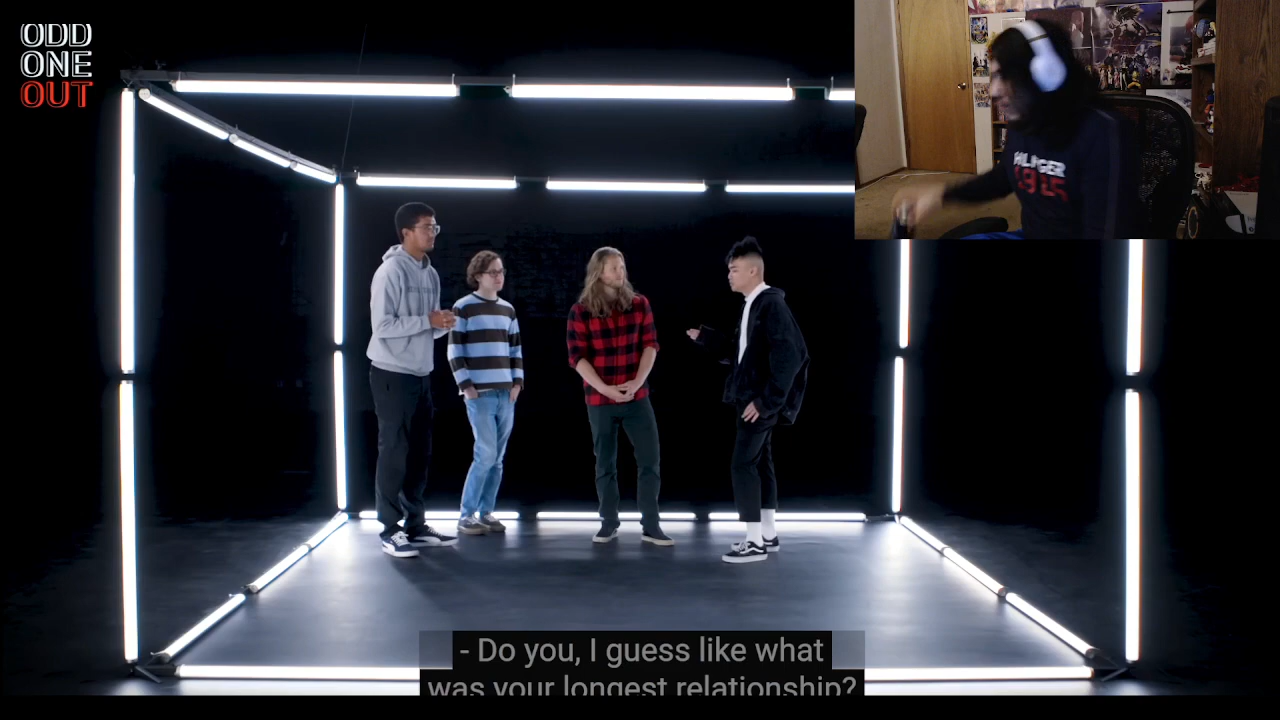 ODD
ONE
OUT
HILFIGER
1985
- Do you, I guess like what
was your longest relationship?